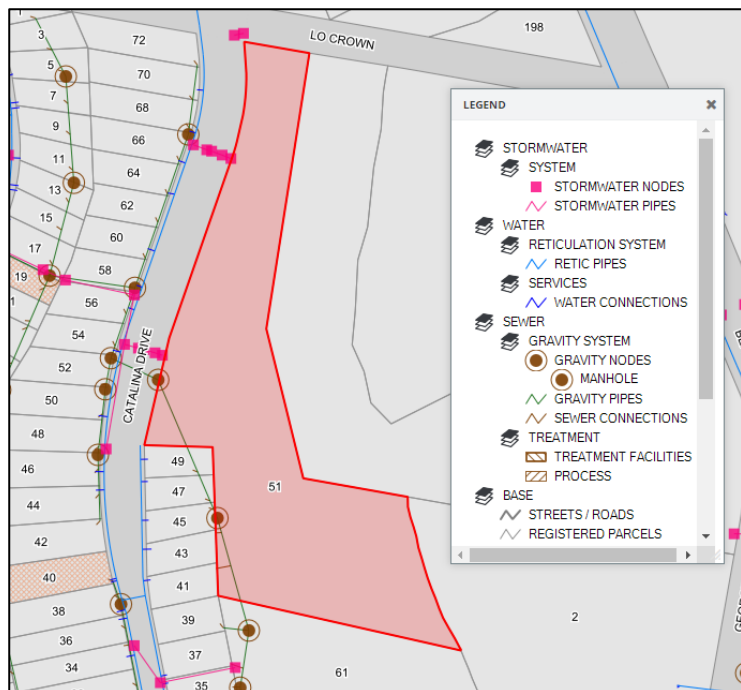 LO CROWN
198
72
3
70
5
7
68
9
66
11
64
13
62
15
60
17
58
19
56
54
52
50
48
46
44
42
40
38
36
34
CATALINA DRIVE
49
47
45
43
41
39
37
35
51
61
2
LEGEND
STORMWATER
SYSTEM
STORMWATER NODES
STORMWATER PIPES
WATER
RETICULATION SYSTEM
RETIC PIPES
SERVICES
WATER CONNECTIONS
SEWER
GRAVITY SYSTEM
GRAVITY NODES
MANHOLE
GRAVITY PIPES
SEWER CONNECTIONS
TREATMENT
TREATMENT FACILITIES
PROCESS
BASE
STREETS / ROADS
REGISTERED PARCELS